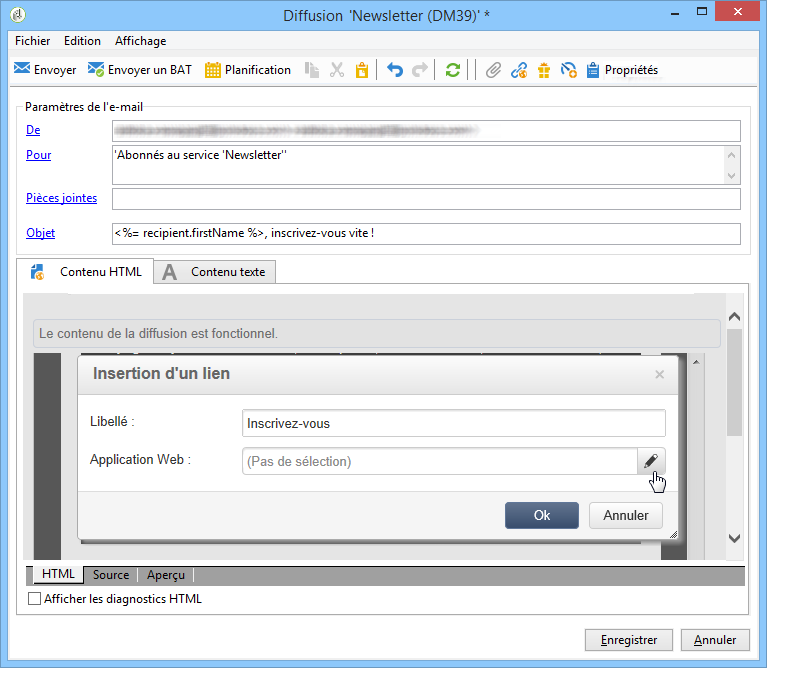 Diffusion 'Newsletter (DM39)' *
Fichier Edition Affichage
Envoyer Envoyer un BAT Planification Propriétés
Paramètres de l'e-mail
De
Pour 'Abonnés au service 'Newsletter''
Pièces jointes
Objet <%= recipient.firstName %>, inscrivez-vous vite !
Contenu HTML A Contenu texte
Le contenu de la diffusion est fonctionnel.
Insertion d'un lien ×
Libellé : Inscrivez-vous
Application Web : (Pas de sélection)
Ok Annuler
HTML Source Aperçu
Afficher les diagnostics HTML
Enregistrer Annuler